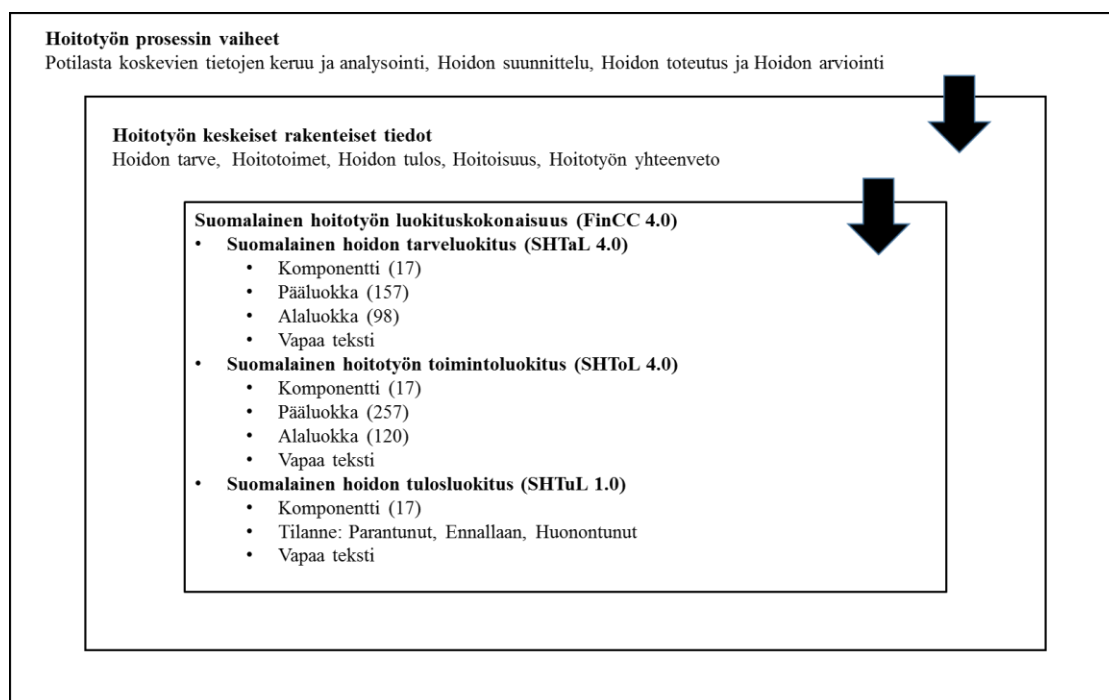 Hoitotyön prosessin vaiheet
Potilasta koskevien tietojen keruu ja analysointi, Hoidon suunnittelu, Hoidon toteutus ja Hoidon arviointi
Hoitotyön keskeiset rakenteiset tiedot
Hoidon tarve, Hoitotoimet, Hoidon tulos, Hoitoisuus, Hoitotyön yhteenveto
Suomalainen hoitotyön luokituskokonaisuus (FinCC 4.0)
• Suomalainen hoidon tarveluokitus (SHTaL 4.0)
• Komponentti (17)
• Pääluokka (157)
• Alaluokka (98)
• Vapaa teksti
• Suomalainen hoitotyön toimintoluokitus (SHToL 4.0)
• Komponentti (17)
• Pääluokka (257)
• Alaluokka (120)
• Vapaa teksti
• Suomalainen hoidon tulosluokitus (SHTuL 1.0)
• Komponentti (17)
• Tilanne: Parantunut, Ennallaan, Huonontunut
• Vapaa teksti